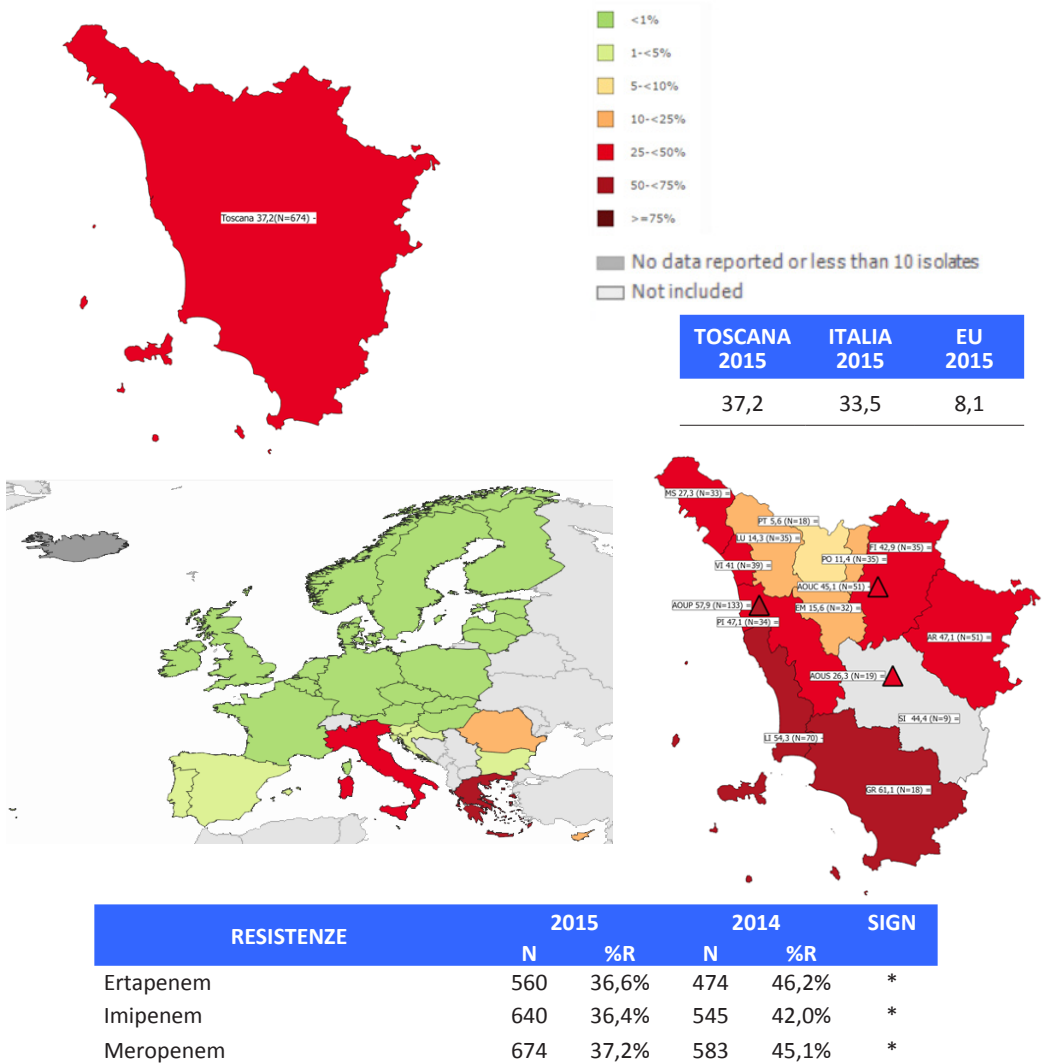 <1%
1-<5%
5-<10%
10-<25%
25-<50%
50-<75%
>=75%
No data reported or less than 10 isolates
Not included
Toscana 37,2(N=674) -
TOSCANA ITALIA EU
2015 2015 2015
37,2 33,5 8,1
MS 27,3 (N=33) =
PT 5,6 (N=18) =
LU 14,3 (N=35) =
FI 42,9 (N=35) =
PO 11,4 (N=35) =
VI 41 (N=39) =
AOUC 45,1 (N=51) =
AOUP 57,9 (N=133) =
EM 15,6 (N=32) =
PI 47,1 (N=34) =
AR 47,1 (N=51) =
AOUS 26,3 (N=19) =
SI 44,4 (N=9) =
LI 54,3 (N=70) -
GR 61,1 (N=18) =
RESISTENZE 2015 2014 SIGN
N %R N %R
Ertapenem 560 36,6% 474 46,2% *
Imipenem 640 36,4% 545 42,0% *
Meropenem 674 37,2% 583 45,1% *